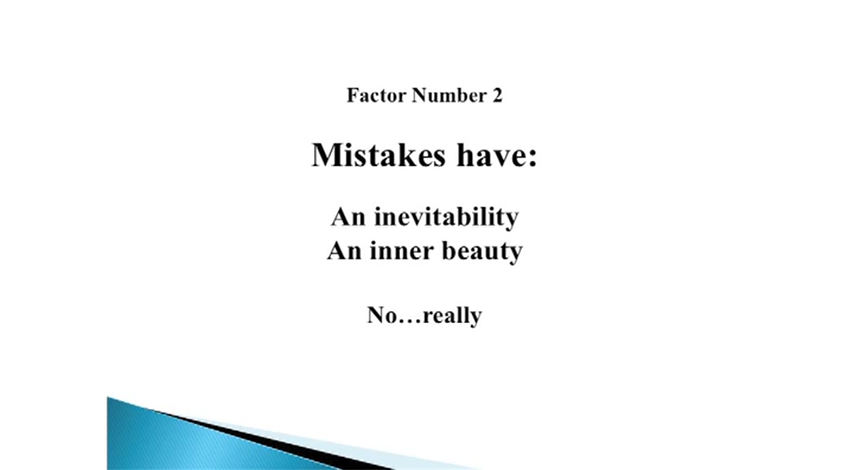 Factor Number 2
Mistakes have:
An inevitability
An inner beauty
No…really